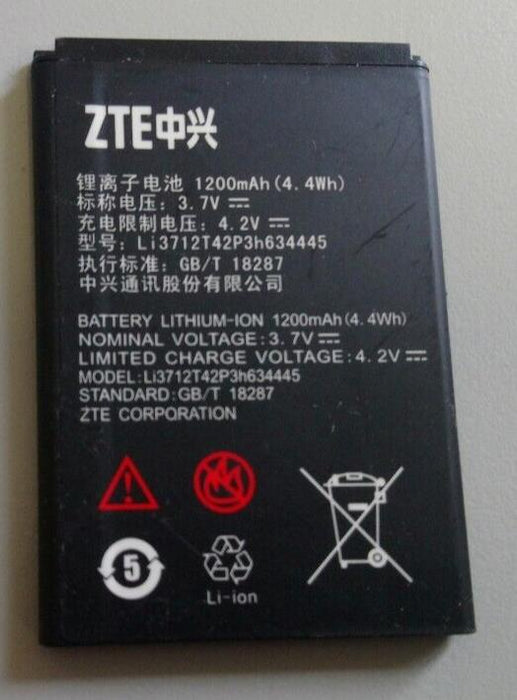 ZTE中兴
锂离子电池 1200mAh(4.4Wh)
标称电压: 3.7V ⎓
充电限制电压: 4.2V ⎓
型号: Li3712T42P3h634445
执行标准: GB/T 18287
中兴通讯股份有限公司
BATTERY LITHIUM-ION 1200mAh(4.4Wh)
NOMINAL VOLTAGE:3.7V ⎓
LIMITED CHARGE VOLTAGE:4.2V ⎓
MODEL:Li3712T42P3h634445
STANDARD:GB/T 18287
ZTE CORPORATION
5
Li-ion